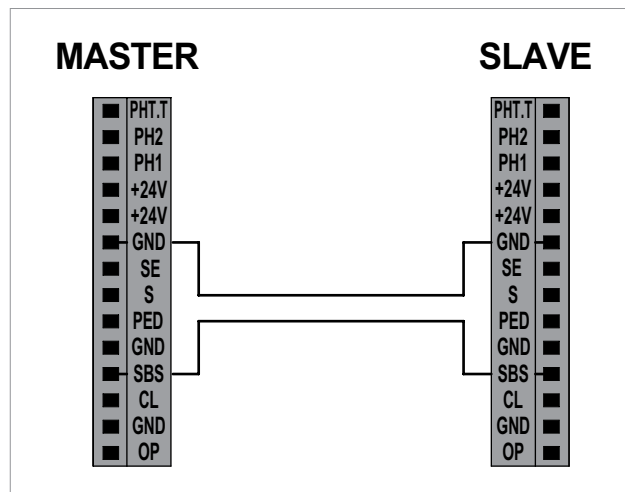 MASTER
PHT.T
PH2
PH1
+24V
+24V
GND
SE
S
PED
GND
SBS
CL
GND
OP
SLAVE
PHT.T
PH2
PH1
+24V
+24V
GND
SE
S
PED
GND
SBS
CL
GND
OP